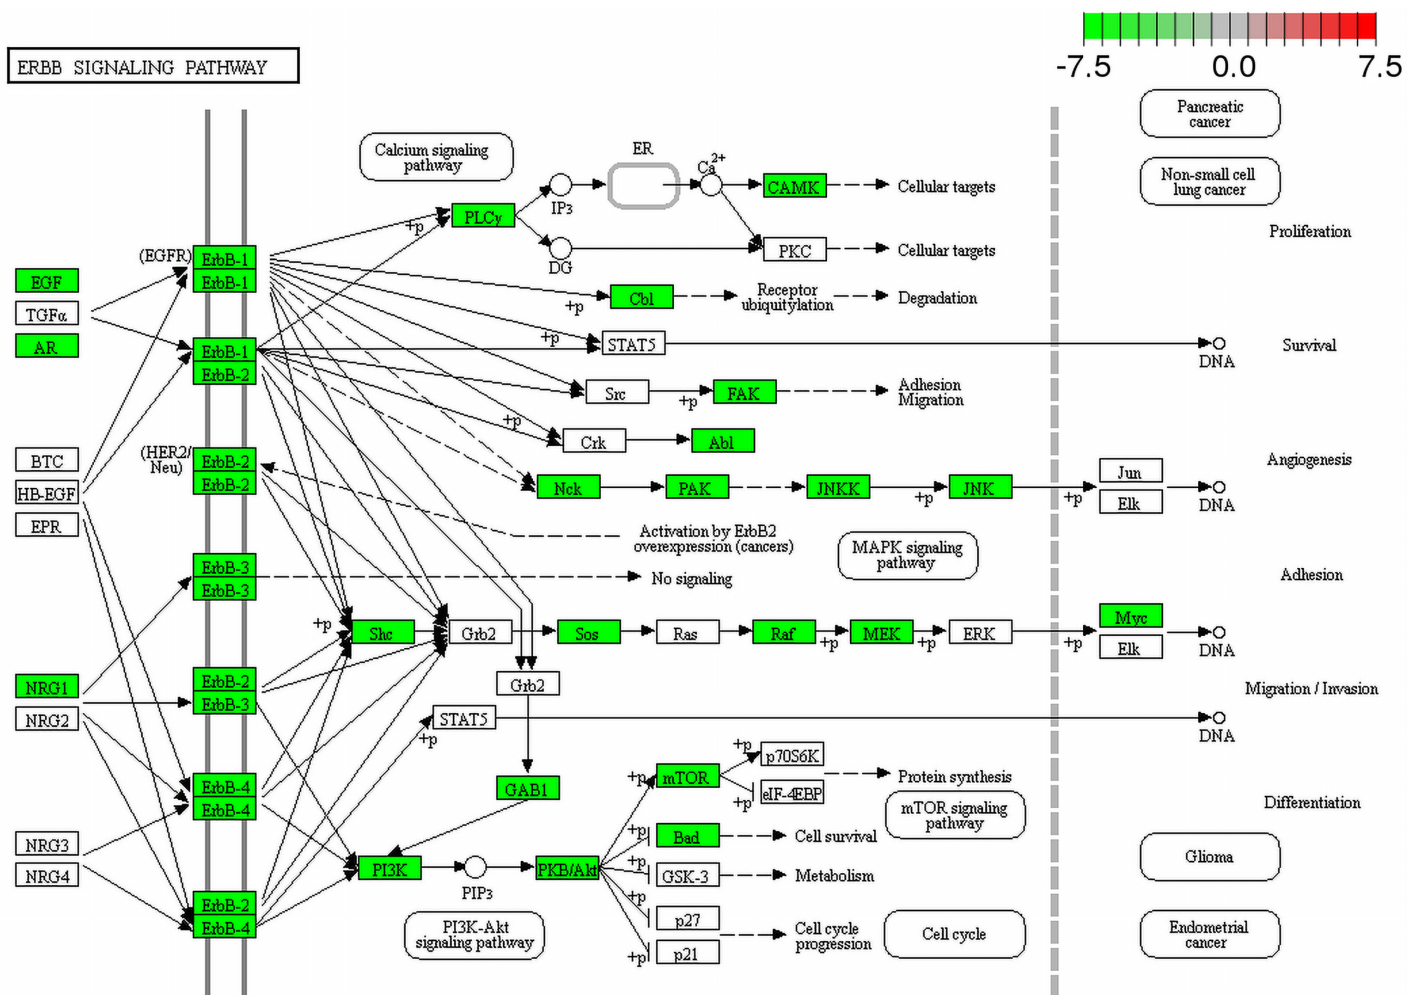 -7.5 0.0 7.5
ERBB SIGNALING PATHWAY
Pancreatic
cancer
Calcium signaling
pathway
ER
Ca2+
Non-small cell
lung cancer
CAMK
Cellular targets
IP3
PLCγ
+p
Proliferation
(EGFR)
ErbB-1
ErbB-1
DG
PKC
Cellular targets
EGF
TGFα
AR
Cbl
+p
Receptor
ubiquitylation
Degradation
+p
STAT5
DNA
Survival
ErbB-1
ErbB-2
Src
+p
FAK
Adhesion
Migration
+p
Crk
Abl
BTC
HB-EGF
EPR
(HER2/
Neu)
ErbB-2
ErbB-2
Nck
PAK
JNKK
+p
JNK
+p
Jun
Elk
DNA
Angiogenesis
Activation by ErbB2
overexpression (cancers)
MAPK signaling
pathway
ErbB-3
ErbB-3
No signaling
Adhesion
+p
Shc
Grb2
Sos
Ras
Raf
+p
MEK
+p
ERK
+p
Myc
Elk
DNA
NRG1
NRG2
ErbB-2
ErbB-3
Grb2
Migration / Invasion
STAT5
+p
DNA
ErbB-4
ErbB-4
GAB1
+p
mTOR
+p
p70S6K
+p
eIF-4EBP
Protein synthesis
mTOR signaling
pathway
Differentiation
NRG3
NRG4
+p
Bad
Cell survival
PI3K
PIP3
PKB/Akt
+p
GSK-3
Metabolism
Glioma
ErbB-2
ErbB-4
PI3K-Akt
signaling pathway
+p
p27
+p
p21
Cell cycle
progression
Cell cycle
Endometrial
cancer